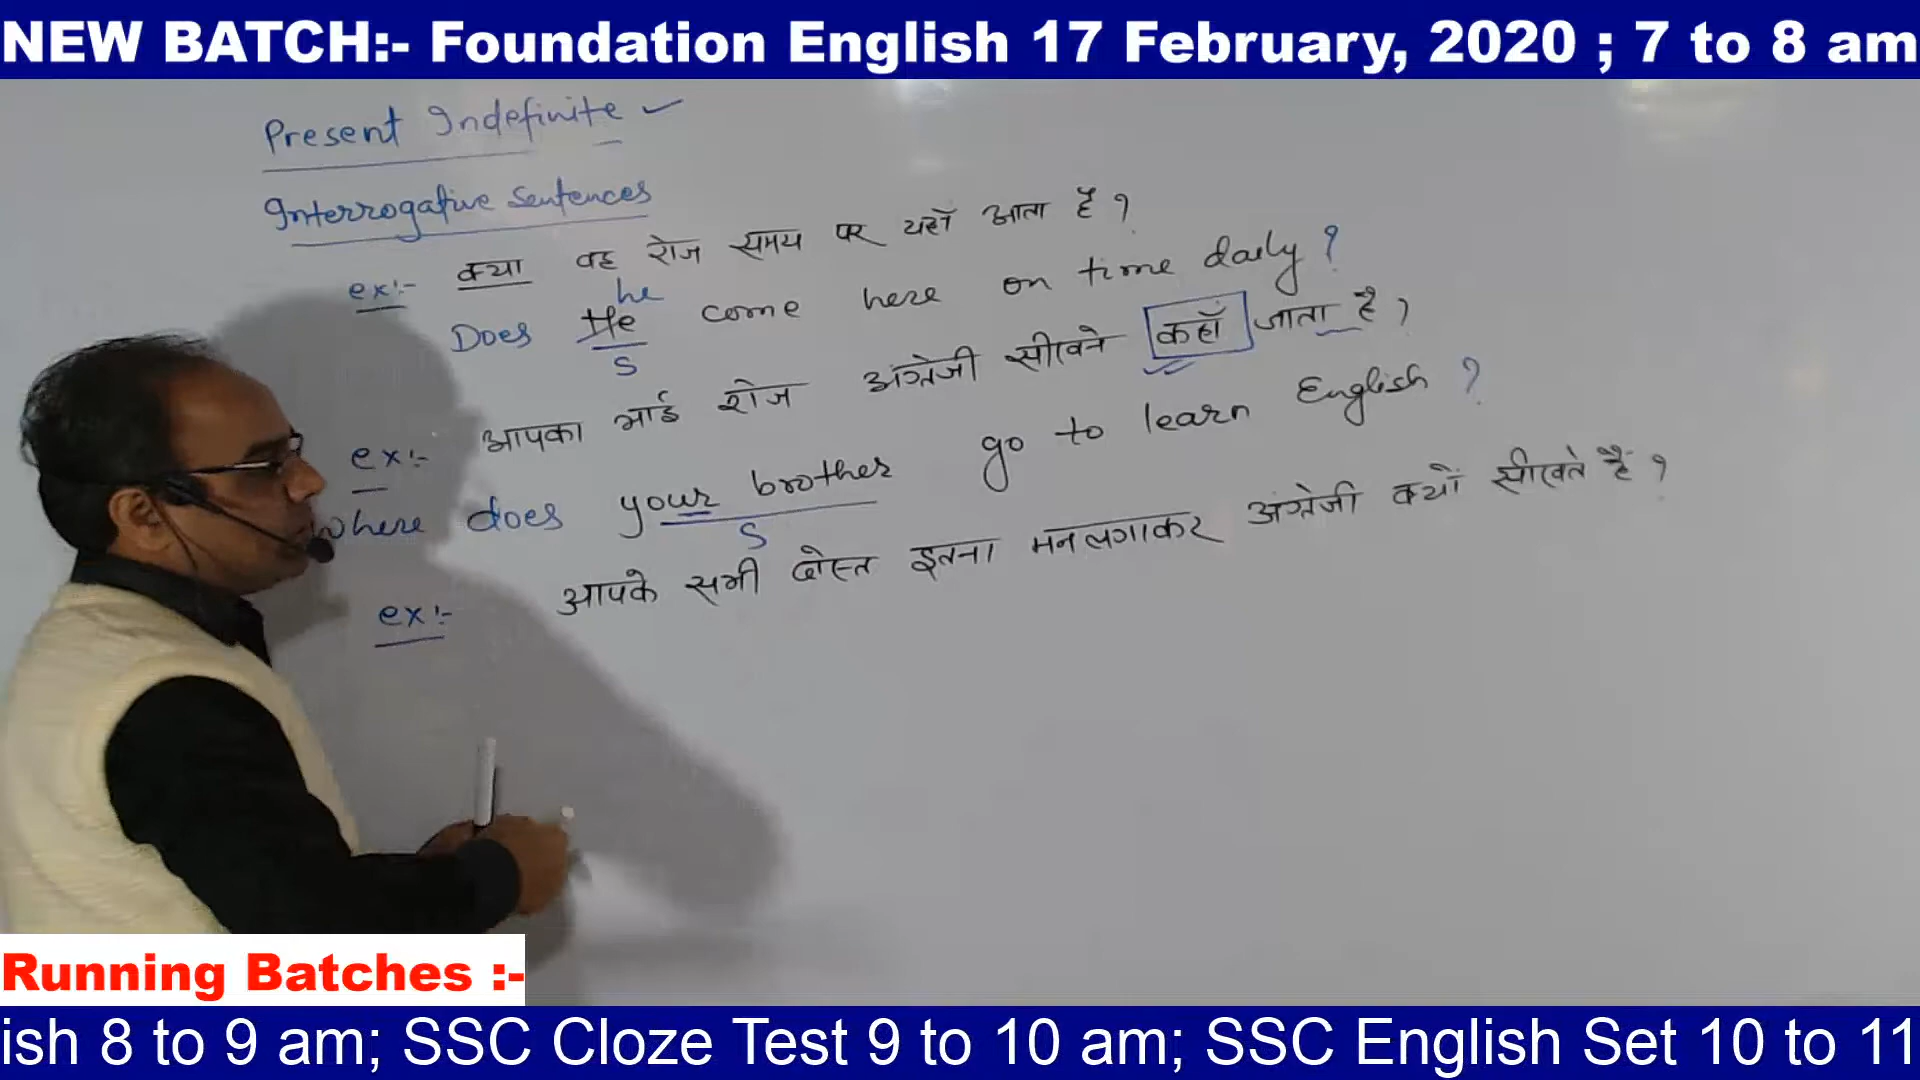 NEW BATCH:- Foundation English 17 February, 2020 ; 7 to 8 am
Present Indefinite
Interrogative Sentences
ex:- क्या वह रोज समय पर यहाँ आता है ?
he
Does He come here on time daily ?
S
ex:- आपका भाई रोज अंग्रेजी सीखने कहाँ जाता है ?
Where does your brother go to learn English ?
S
ex:- आपके सभी दोस्त इतना मन लगाकर अंग्रेजी क्यों सीखते हैं ?
Running Batches :-
ish 8 to 9 am; SSC Cloze Test 9 to 10 am; SSC English Set 10 to 11